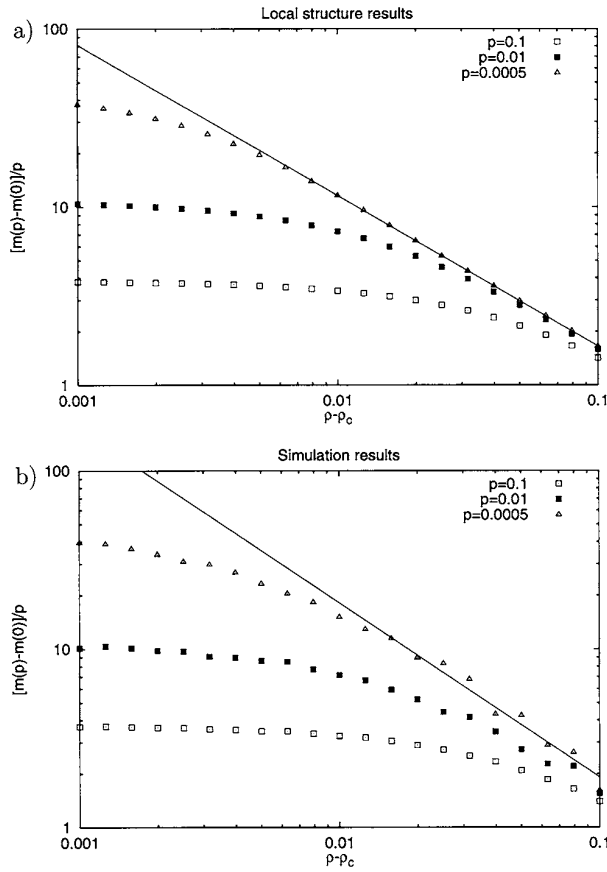 a)
Local structure results
100
10
1
[m(p)-m(0)]/p
p=0.1
p=0.01
p=0.0005
0.001
0.01
0.1
ρ-ρc
b)
Simulation results
100
10
1
[m(p)-m(0)]/p
p=0.1
p=0.01
p=0.0005
0.001
0.01
0.1
ρ-ρc